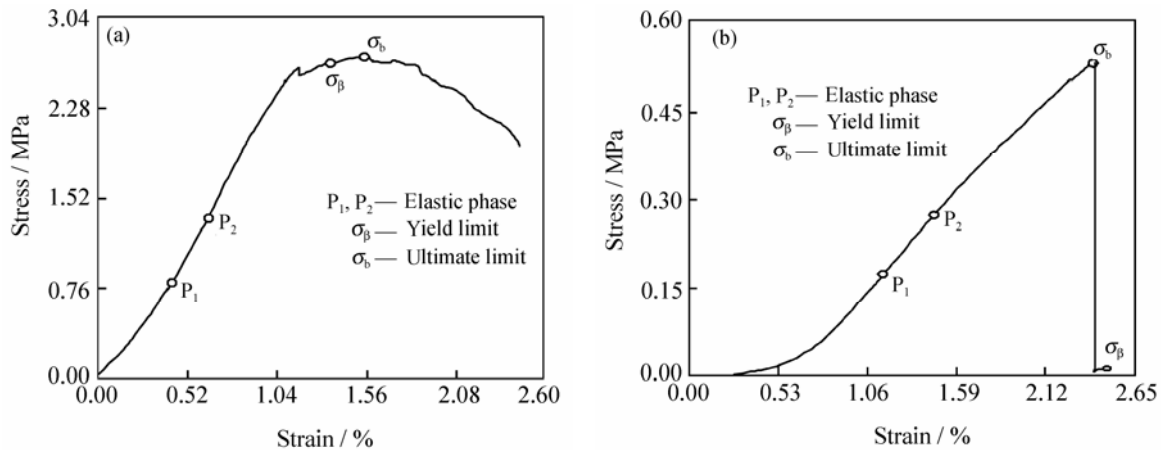 (a)
3.04
2.28
1.52
0.76
0.00
Stress / MPa
σb
σβ
P1, P2— Elastic phase
σβ — Yield limit
σb — Ultimate limit
P2
P1
0.00 0.52 1.04 1.56 2.08 2.60
Strain / %
(b)
0.60
0.45
0.30
0.15
0.00
Stress / MPa
σb
P1, P2— Elastic phase
σβ — Yield limit
σb — Ultimate limit
P2
P1
σβ
0.00 0.53 1.06 1.59 2.12 2.65
Strain / %